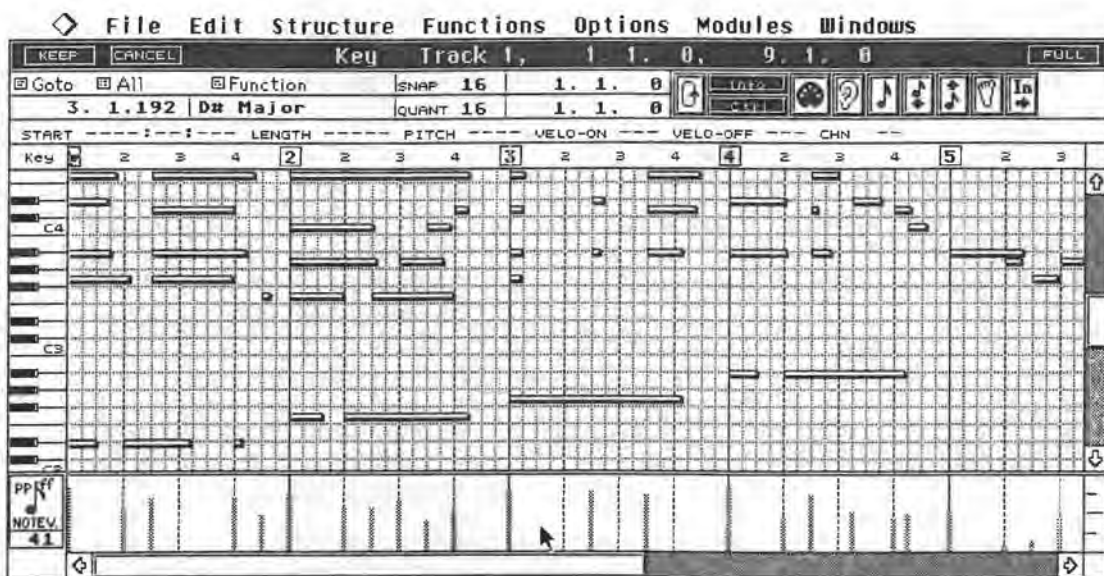 File Edit Structure Functions Options Modules Windows
KEEP CANCEL Key Track 1, 1 1. 0, 9. 1. 0 FULL
Goto All Function SNAP 16 1. 1. 0 Info
3. 1.192 D# Major QUANT 16 1. 1. 0 In
START ----:--:---- LENGTH ----- PITCH ---- VELO-ON --- VELO-OFF --- CHN --
Key 2 3 4 2 2 3 4 3 2 3 4 4 2 3 4 5 2 3
C4
C3
C2
PP ff
NOTEV.
41